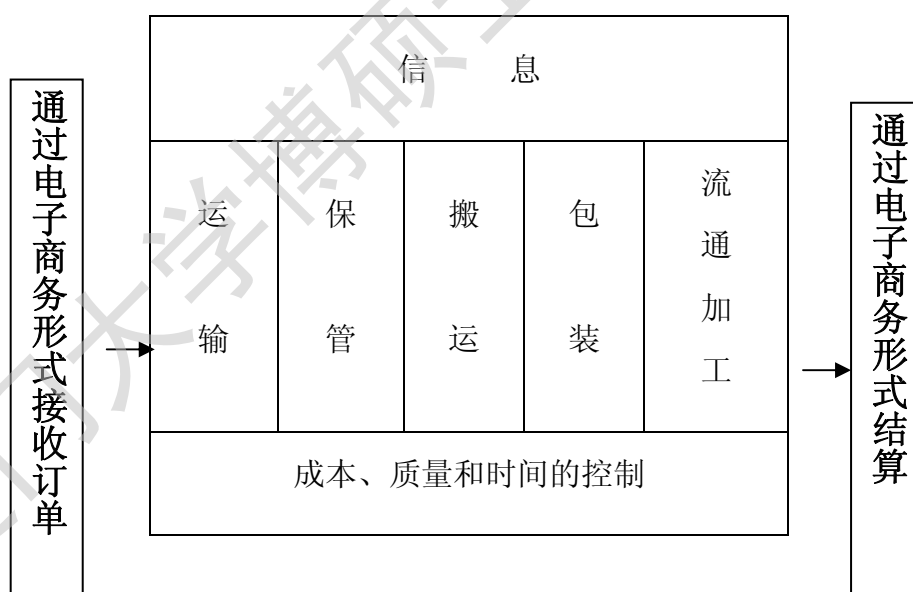 信 息
通过电子商务形式接收订单
运输
保管
搬运
包装
流通加工
通过电子商务形式结算
成本、质量和时间的控制